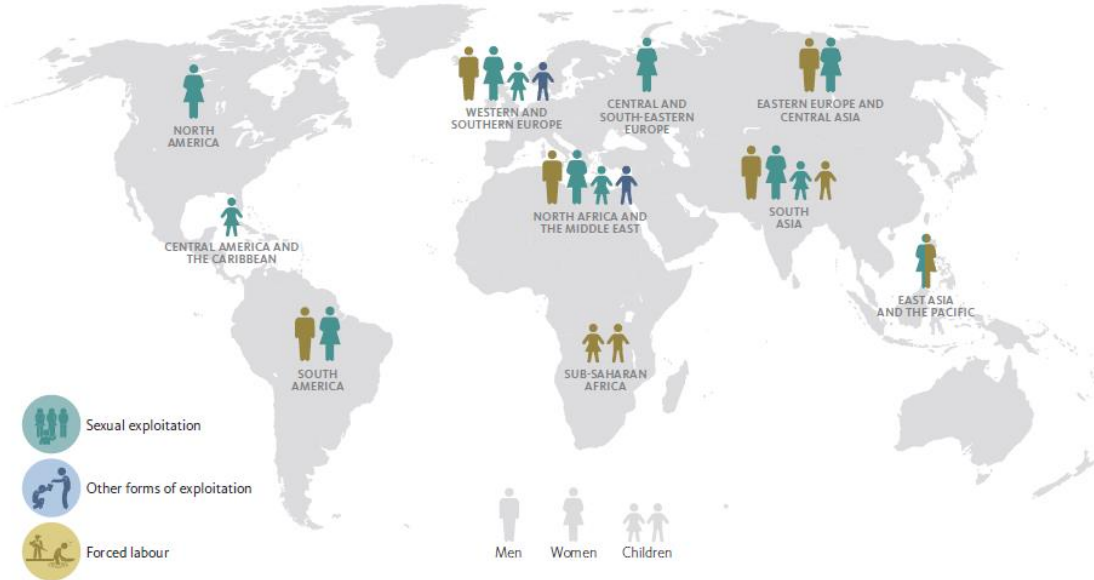 NORTH
AMERICA
WESTERN AND
SOUTHERN EUROPE
CENTRAL AND
SOUTH-EASTERN
EUROPE
EASTERN EUROPE AND
CENTRAL ASIA
CENTRAL AMERICA AND
THE CARIBBEAN
NORTH AFRICA AND
THE MIDDLE EAST
SOUTH
ASIA
EAST ASIA
AND THE PACIFIC
SOUTH
AMERICA
SUB-SAHARAN
AFRICA
Sexual exploitation
Other forms of exploitation
Forced labour
Men
Women
Children